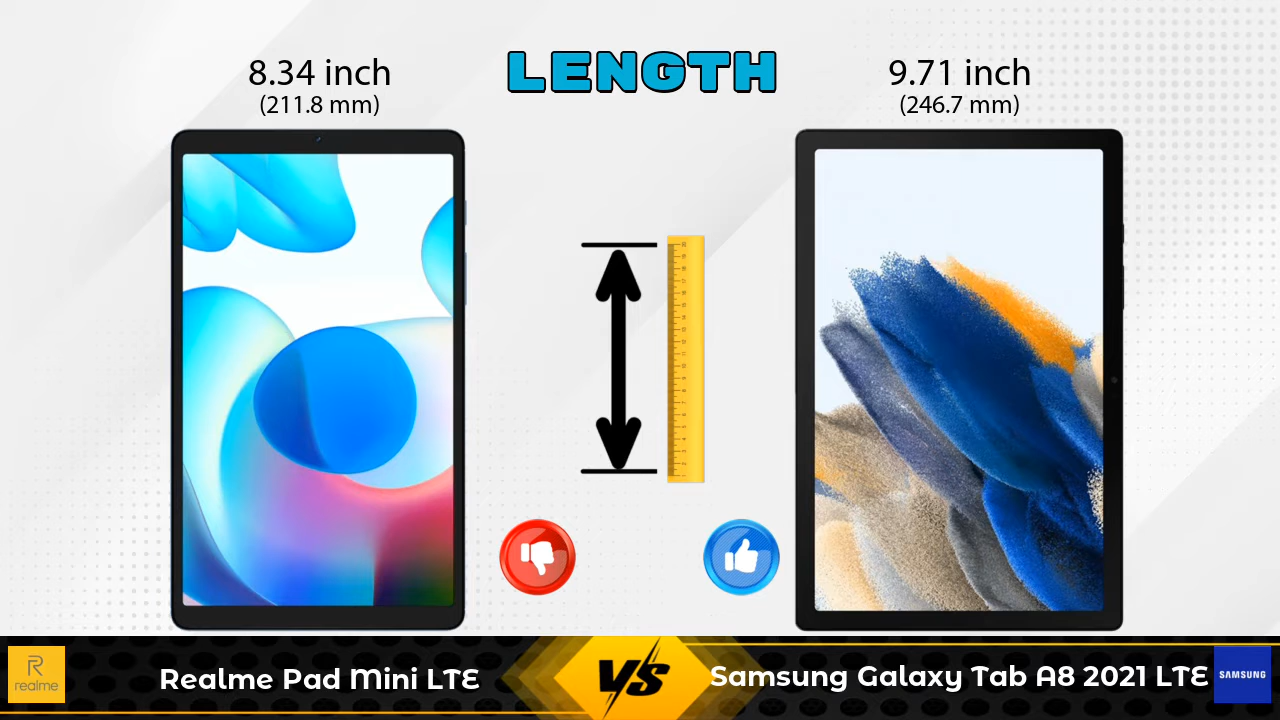 LENGTH
8.34 inch
(211.8 mm)
9.71 inch
(246.7 mm)
realme
Realme Pad Mini LTE
VS
Samsung Galaxy Tab A8 2021 LTE
SAMSUNG